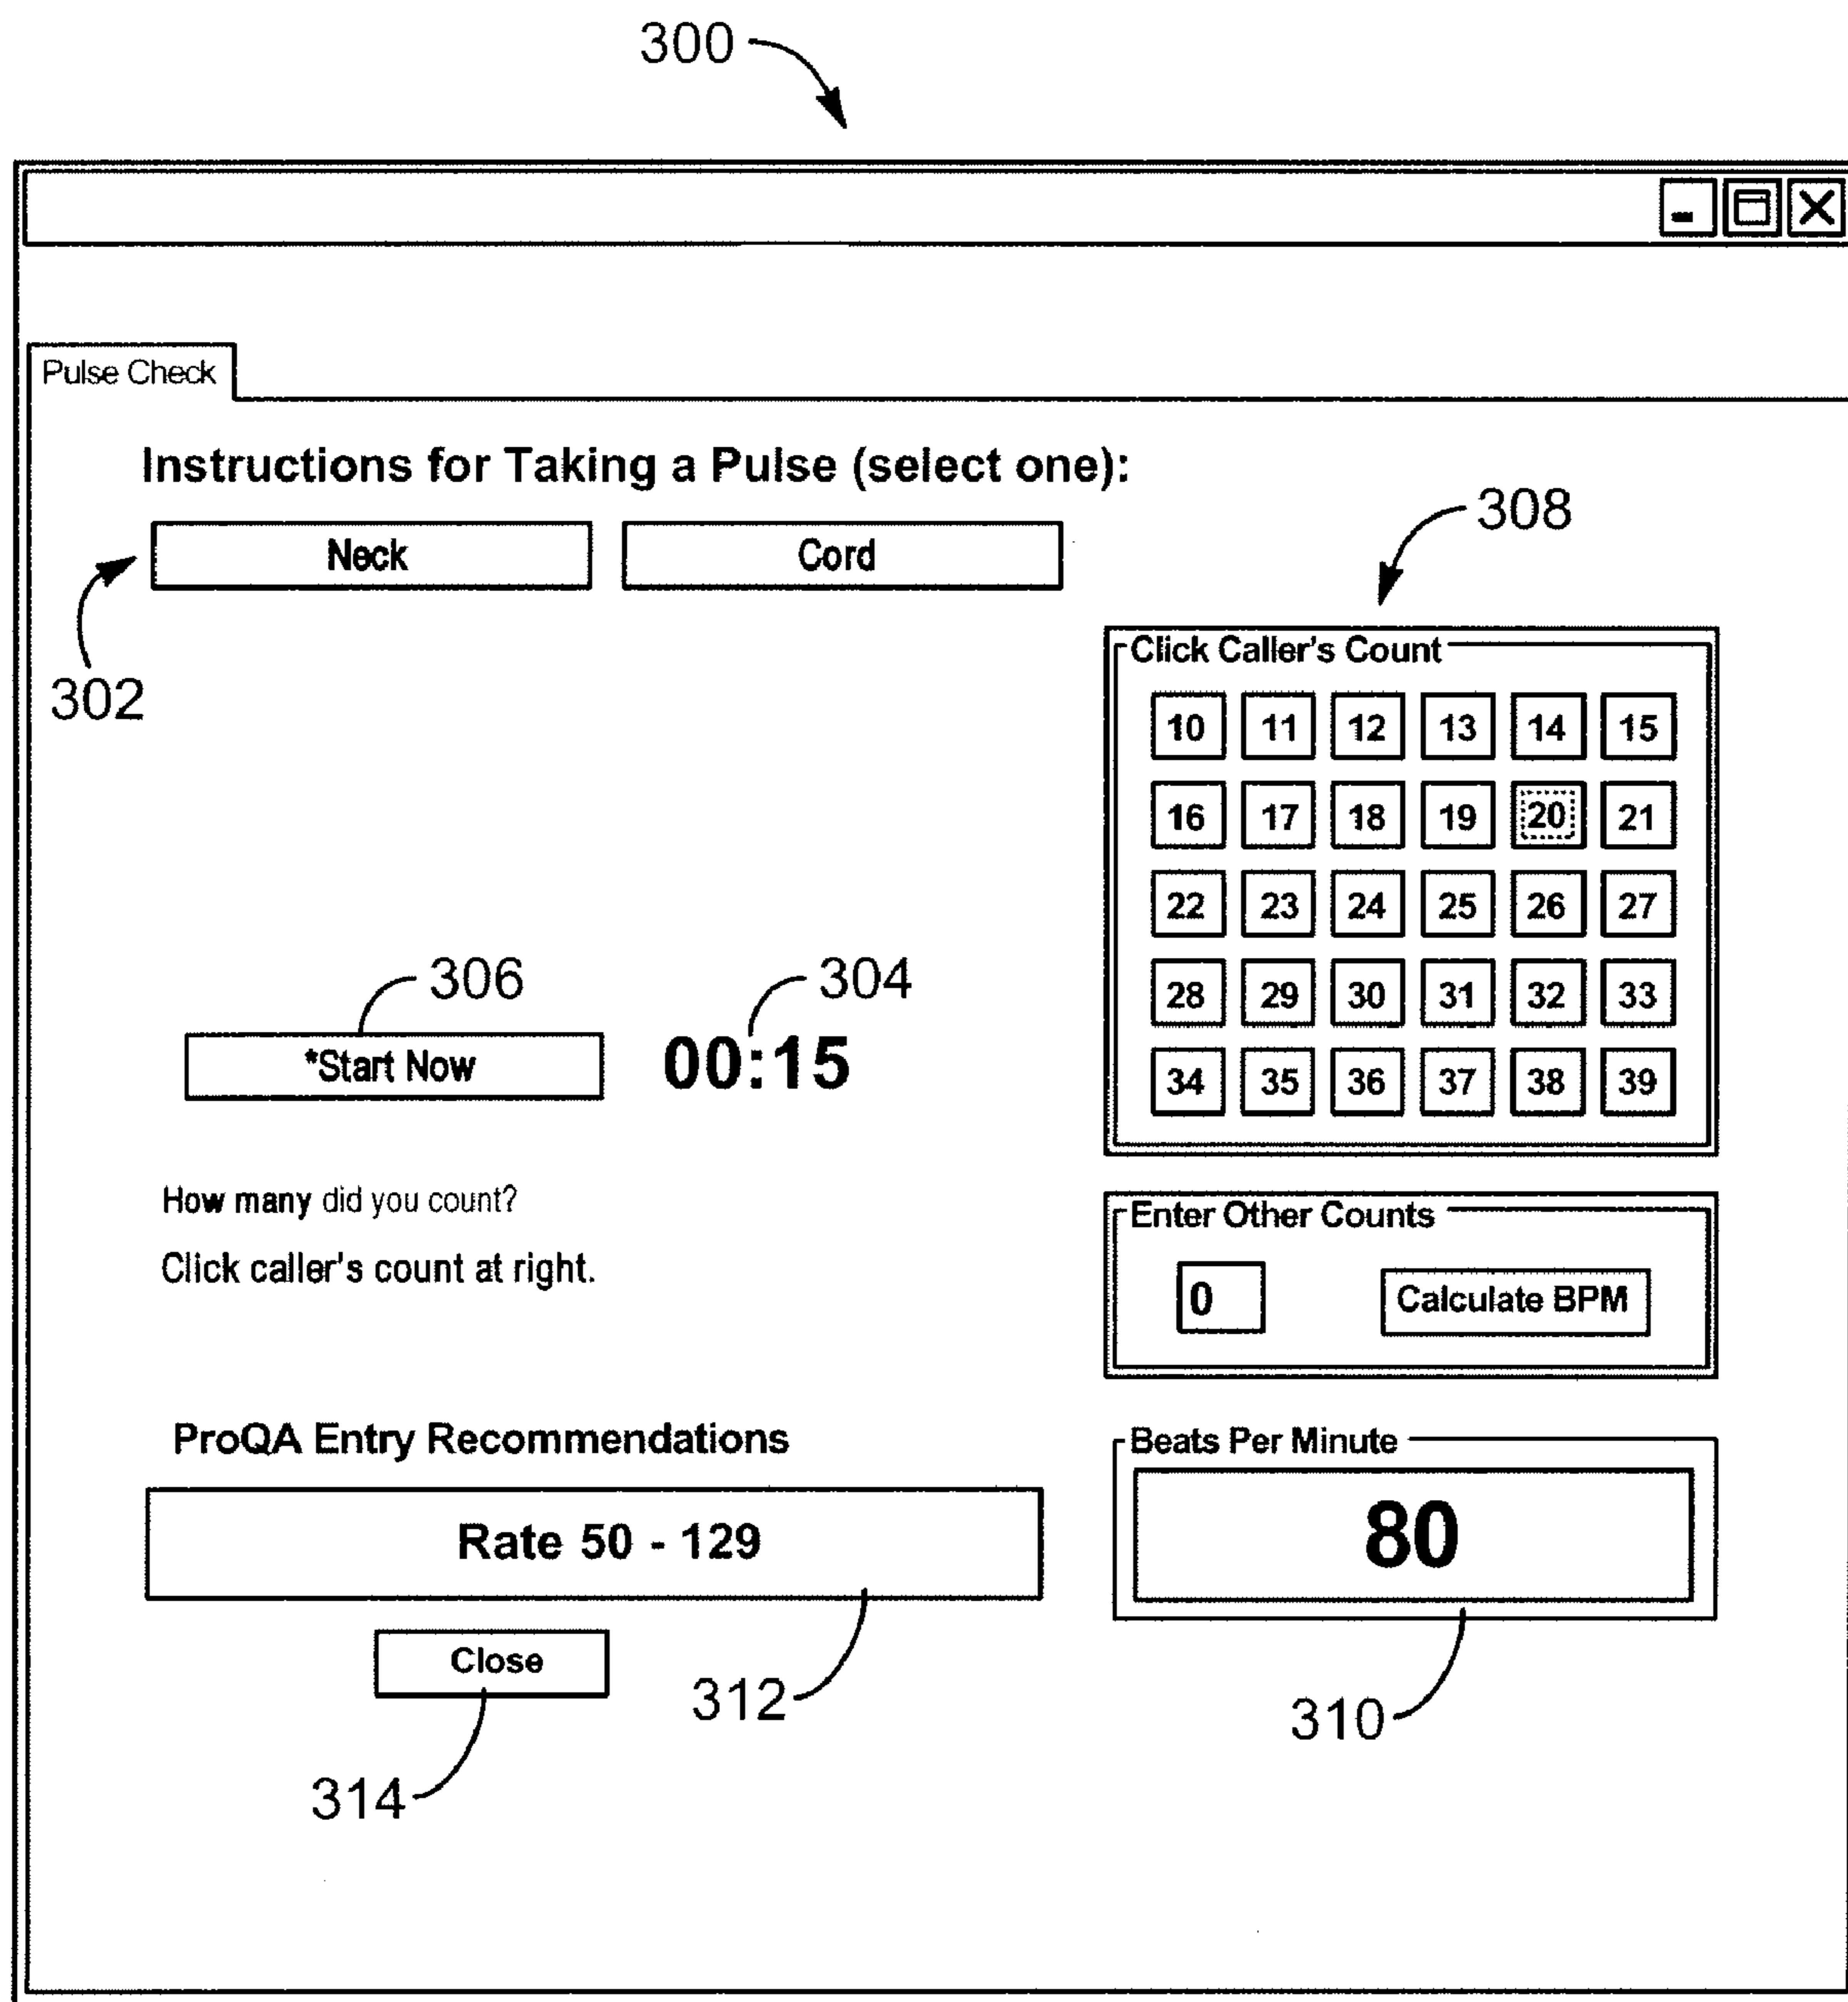 300
Pulse Check
Instructions for Taking a Pulse (select one):
Neck Cord
302
308
Click Caller's Count
10 11 12 13 14 15
16 17 18 19 20 21
22 23 24 25 26 27
28 29 30 31 32 33
34 35 36 37 38 39
306
304
*Start Now 00:15
How many did you count?
Click caller's count at right.
Enter Other Counts
0 Calculate BPM
ProQA Entry Recommendations
Rate 50 - 129
Beats Per Minute
80
Close
312
310
314